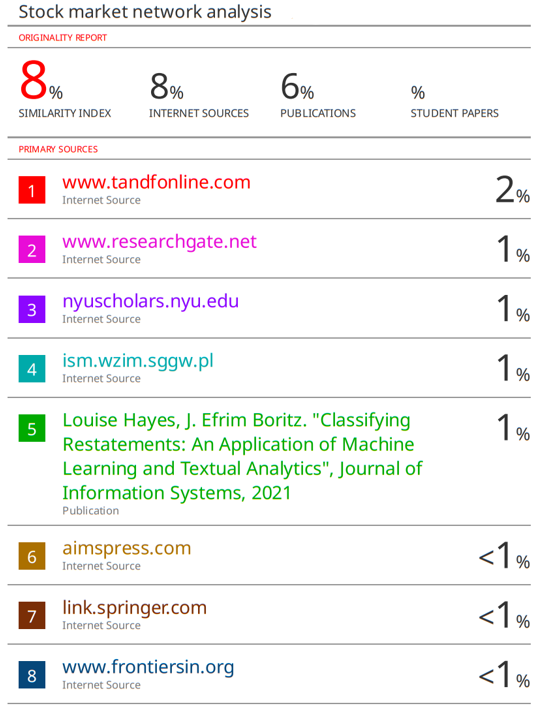 Stock market network analysis
ORIGINALITY REPORT
8% 8% 6% %
SIMILARITY INDEX INTERNET SOURCES PUBLICATIONS STUDENT PAPERS
PRIMARY SOURCES
1 www.tandfonline.com 2%
Internet Source
2 www.researchgate.net 1%
Internet Source
3 nyuscholars.nyu.edu 1%
Internet Source
4 ism.wzim.sggw.pl 1%
Internet Source
5 Louise Hayes, J. Efrim Boritz. "Classifying 1%
Restatements: An Application of Machine
Learning and Textual Analytics", Journal of
Information Systems, 2021
Publication
6 aimspress.com <1%
Internet Source
7 link.springer.com <1%
Internet Source
8 www.frontiersin.org <1%
Internet Source